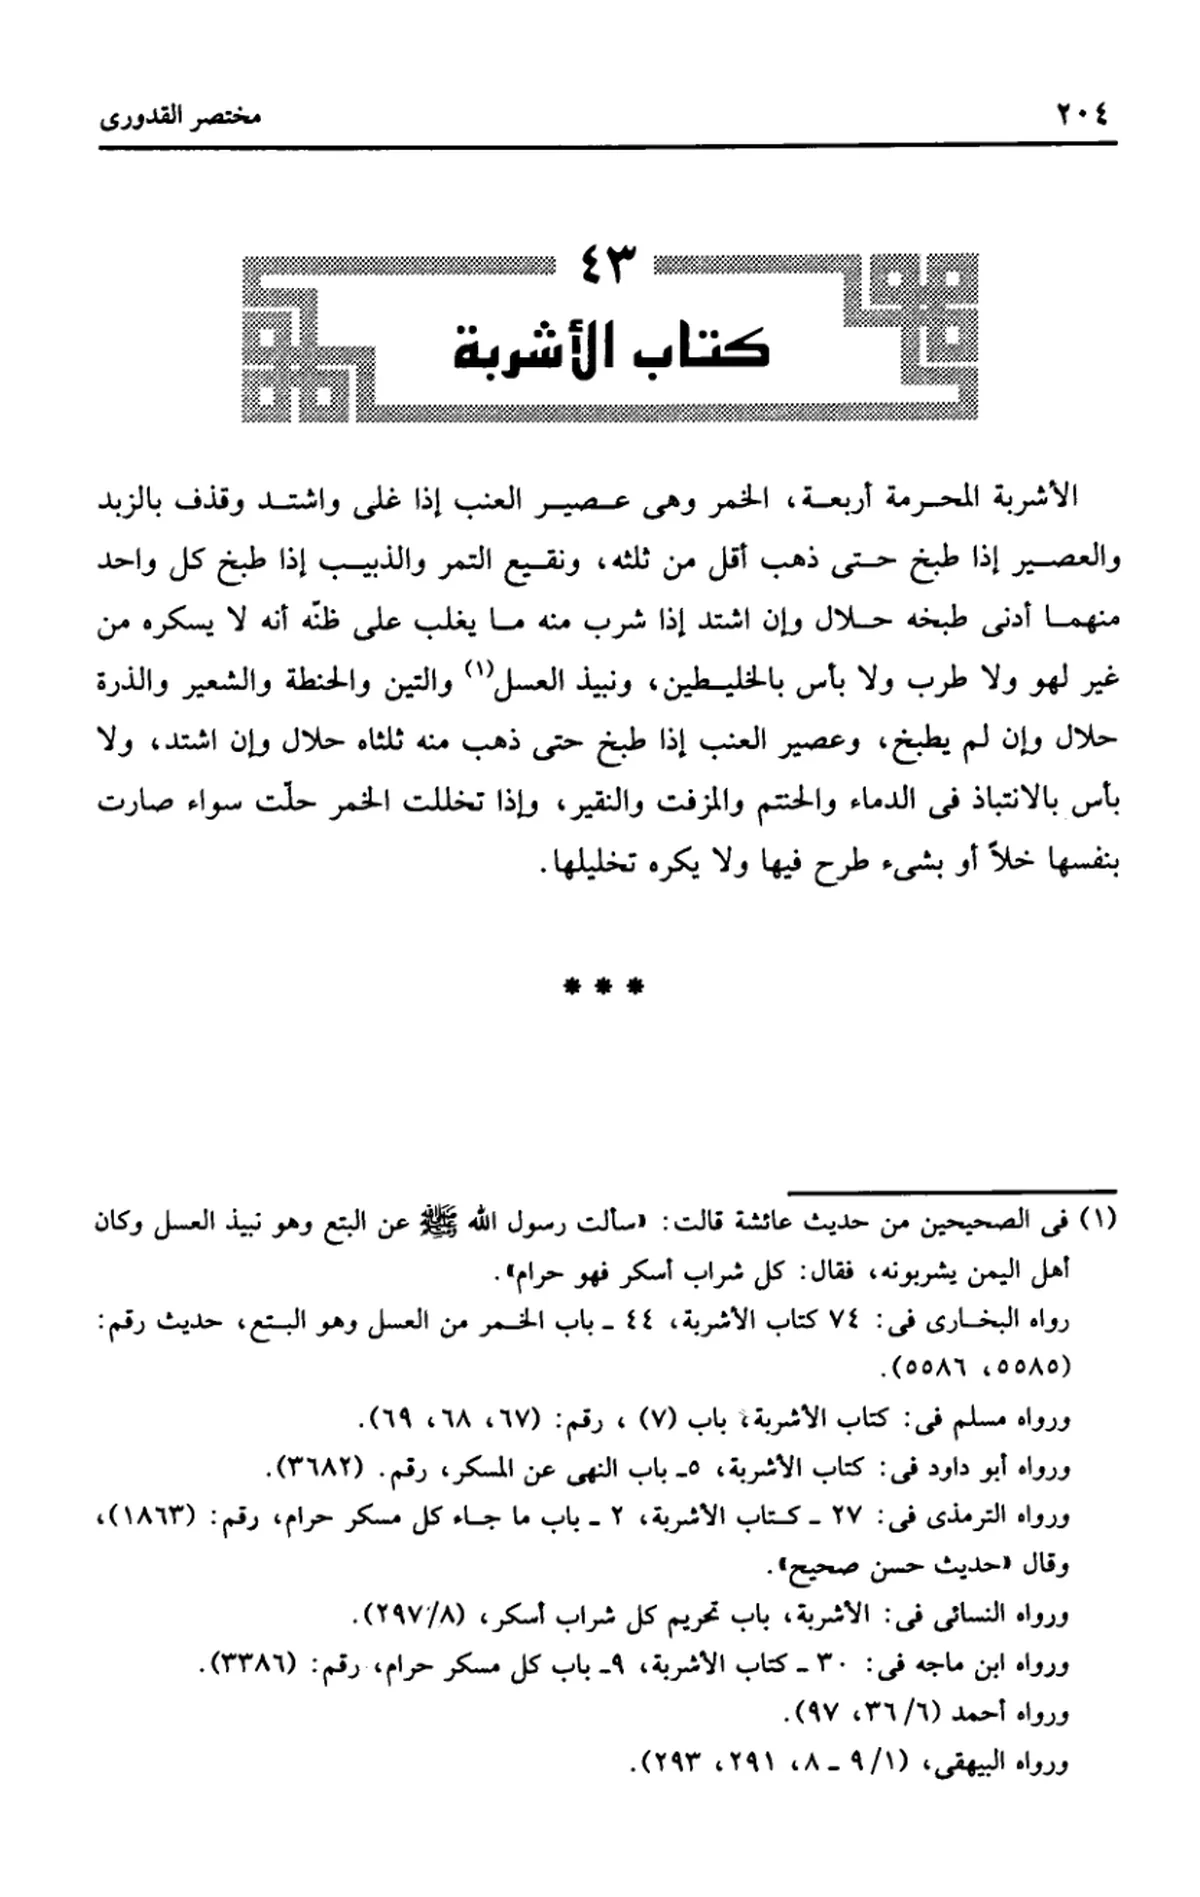 ٢٠٤ مختصر القدورى
٤٣
كتاب الأشربة
الأشربة المحرمة أربعة، الخمر وهى عصير العنب إذا غلى واشتد وقذف بالزبد
والعصير إذا طبخ حتى ذهب أقل من ثلثه، ونقيع التمر والذبيب إذا طبخ كل واحد
منهما أدنى طبخه حلال وإن اشتد إذا شرب منه ما يغلب على ظنّه أنه لا يسكره من
غير لهو ولا طرب ولا بأس بالخليطين، ونبيذ العسل(١) والتين والحنطة والشعير والذرة
حلال وإن لم يطبخ، وعصير العنب إذا طبخ حتى ذهب منه ثلثاه حلال وإن اشتد، ولا
بأس بالانتباذ فى الدماء والحنتم والمزفت والنقير، وإذا تخللت الخمر حلّت سواء صارت
بنفسها خلاً أو بشىء طرح فيها ولا يكره تخليلها.
* * *
(١) فى الصحيحين من حديث عائشة قالت: «سألت رسول الله ﷺ عن البتع وهو نبيذ العسل وكان
أهل اليمن يشربونه، فقال: كل شراب أسكر فهو حرام».
رواه البخارى فى: ٧٤ كتاب الأشربة، ٤٤ ـ باب الخمر من العسل وهو البتع، حديث رقم:
(٥٥٨٥، ٥٥٨٦).
ورواه مسلم فى: كتاب الأشربة، باب (٧) ، رقم: (٦٧، ٦٨، ٦٩).
ورواه أبو داود فى: كتاب الأشربة، ٥ـ باب النهى عن المسكر، رقم. (٣٦٨٢).
ورواه الترمذى فى: ٢٧ ـ كتاب الأشربة، ٢ ـ باب ما جاء كل مسكر حرام، رقم: (١٨٦٣)،
وقال «حديث حسن صحيح».
ورواه النسائى فى: الأشربة، باب تحريم كل شراب أسكر، (٢٩٧/٨).
ورواه ابن ماجه فى: ٣٠ ـ كتاب الأشربة، ٩ـ باب كل مسكر حرام، رقم: (٣٣٨٦).
ورواه أحمد (٣٦/٦، ٩٧).
ورواه البيهقى، (٩/١ ـ ٨، ٢٩١، ٢٩٣).